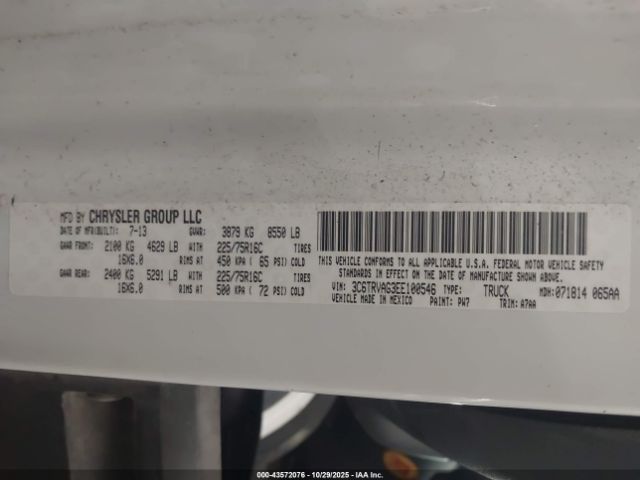 MFD BY CHRYSLER GROUP LLC
DATE OF MFR(BUILT): 7-13 GVWR: 3879 KG 8550 LB
GAWR FRONT: 2100 KG 4629 LB WITH 225/75R16C TIRES
16X6.0 RIMS AT 450 KPA ( 65 PSI) COLD
GAWR REAR: 2400 KG 5291 LB WITH 225/75R16C TIRES
16X6.0 RIMS AT 500 KPA ( 72 PSI) COLD
THIS VEHICLE CONFORMS TO ALL APPLICABLE U.S.A. FEDERAL MOTOR VEHICLE SAFETY
STANDARDS IN EFFECT ON THE DATE OF MANUFACTURE SHOWN ABOVE.
VIN: 3C6TRVAG3EE100546 TYPE: TRUCK MDH: 071814 065AA
VEHICLE MADE IN MEXICO PAINT: PW7 TRIM: A7AA
000-43572076 | 10/29/2025 | IAA Inc.